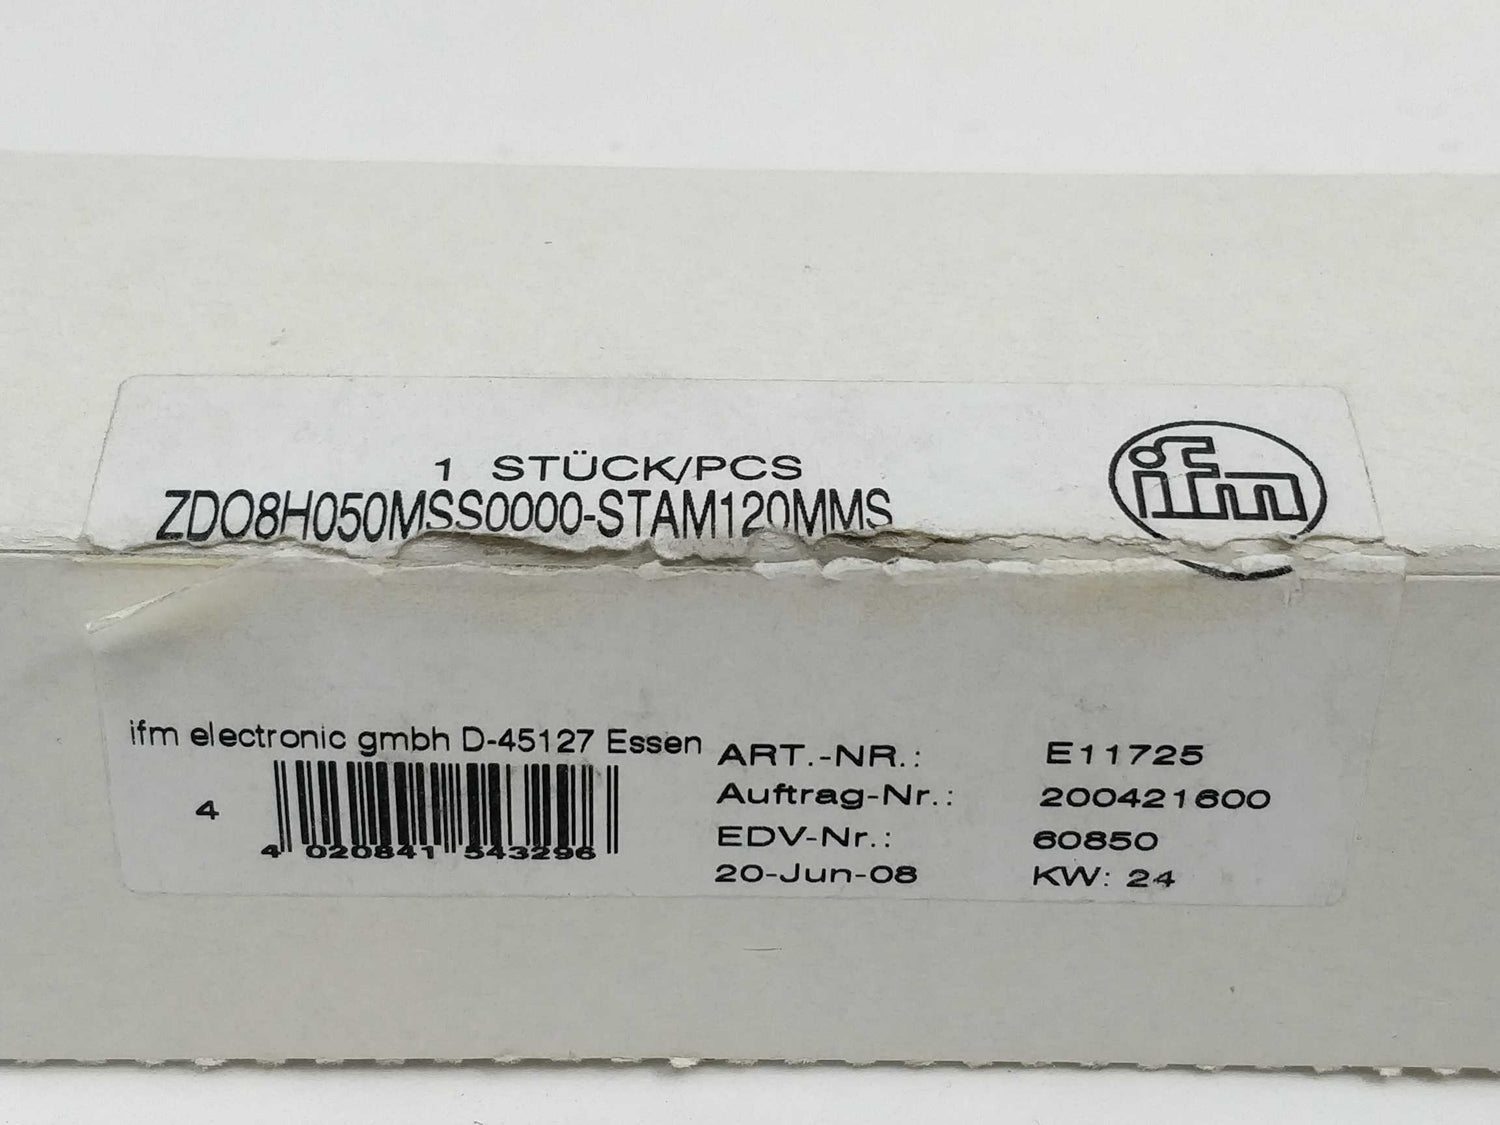 1 STÜCK/PCS
ZDO8H050MSS0000-STAM120MMS
ifm
ifm electronic gmbh D-45127 Essen
4
4 020841 543296
ART.-NR.: E11725
Auftrag-Nr.: 200421600
EDV-Nr.: 60850
20-Jun-08 KW: 24